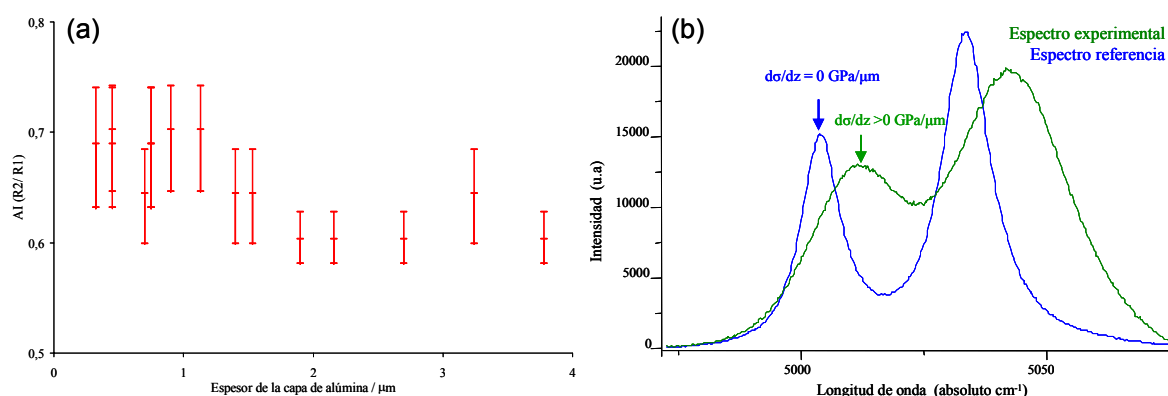 (a)
0,8
0,7
0,6
0,5
AI (R2/ R1)
0
1
2
3
4
Espesor de la capa de alúmina / μm
(b)
Espectro experimental
Espectro referencia
dσ/dz = 0 GPa/μm
dσ/dz >0 GPa/μm
20000
15000
10000
5000
0
Intensidad (u.a)
5000
5050
Longitud de onda (absoluto cm⁻¹)